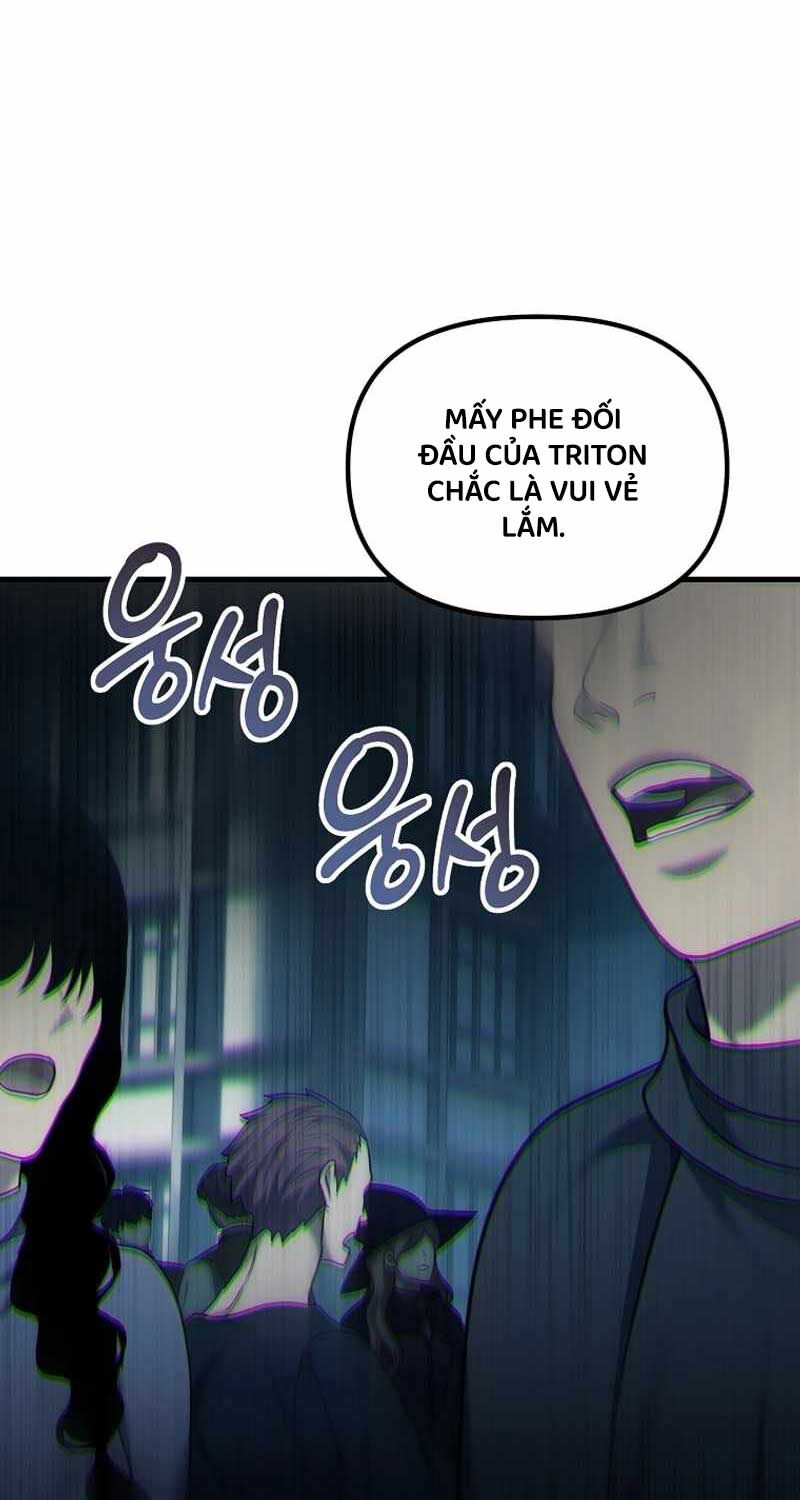 MẤY PHE ĐỐI
ĐẦU CỦA TRITON
CHẮC LÀ VUI VẺ
LẮM.
웅성
웅성